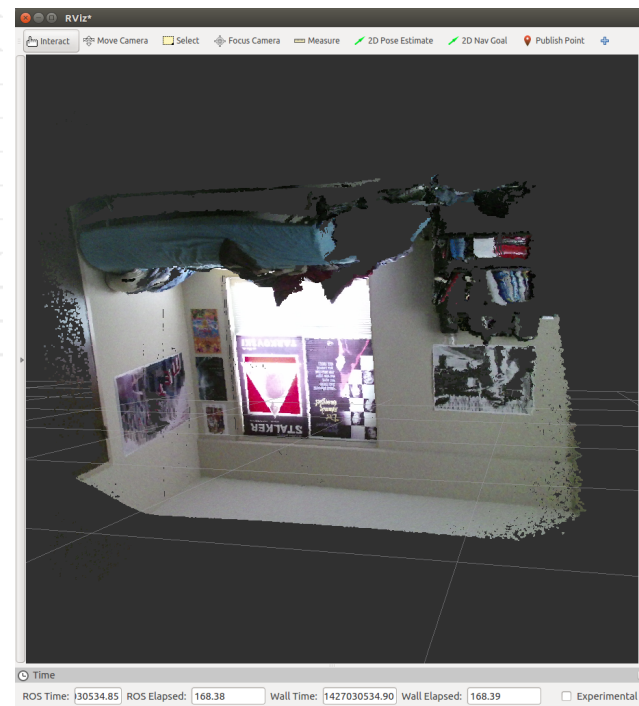 RViz*
Interact Move Camera Select Focus Camera Measure 2D Pose Estimate 2D Nav Goal Publish Point
TARKOVSKI
STALKER
Time
ROS Time: )30534.85 ROS Elapsed: 168.38 Wall Time: 1427030534.90 Wall Elapsed: 168.39 Experimental